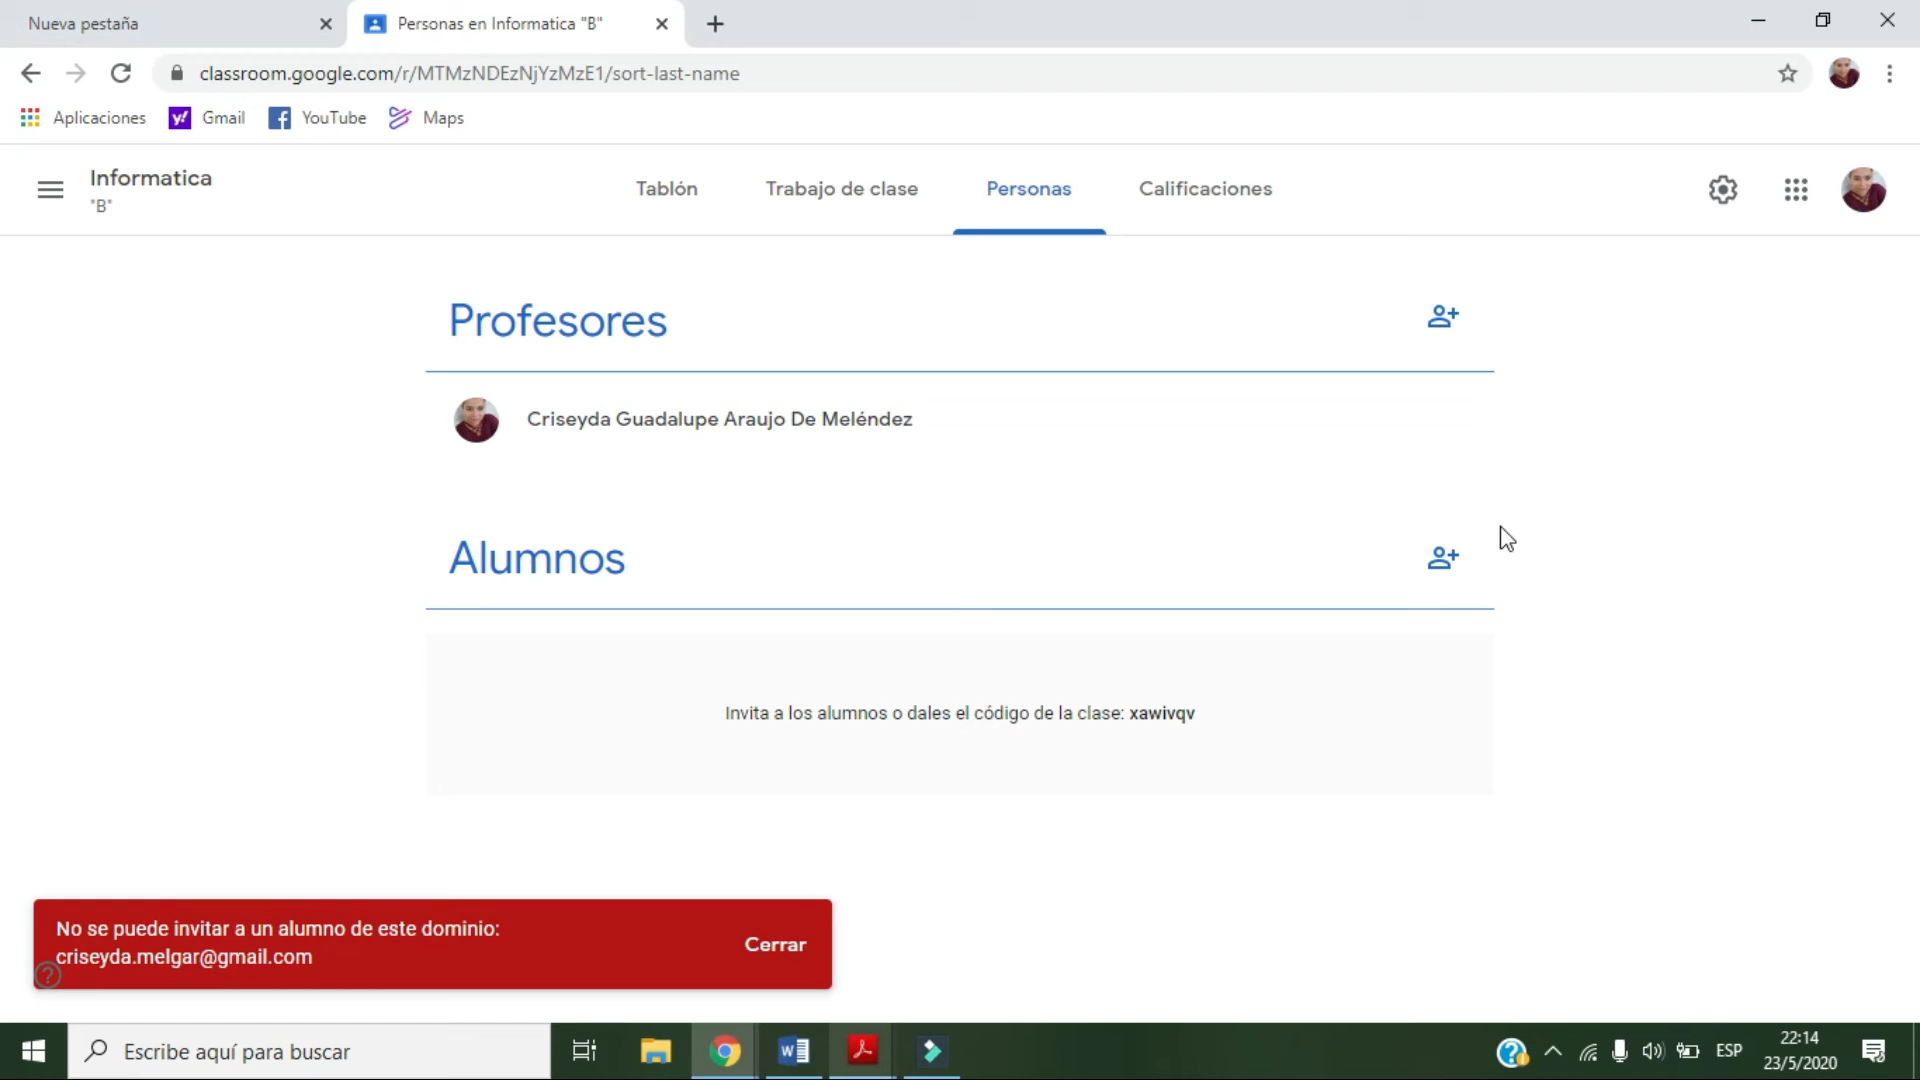 Nueva pestaña
Personas en Informatica "B"
classroom.google.com/r/MTMzNDEzNjYzMzE1/sort-last-name
Aplicaciones
Gmail
YouTube
Maps
Informatica
"B"
Tablón
Trabajo de clase
Personas
Calificaciones
Profesores
Criseyda Guadalupe Araujo De Meléndez
Alumnos
Invita a los alumnos o dales el código de la clase: xawivqv
No se puede invitar a un alumno de este dominio:
criseyda.melgar@gmail.com
Cerrar
Escribe aquí para buscar
ESP
22:14
23/5/2020